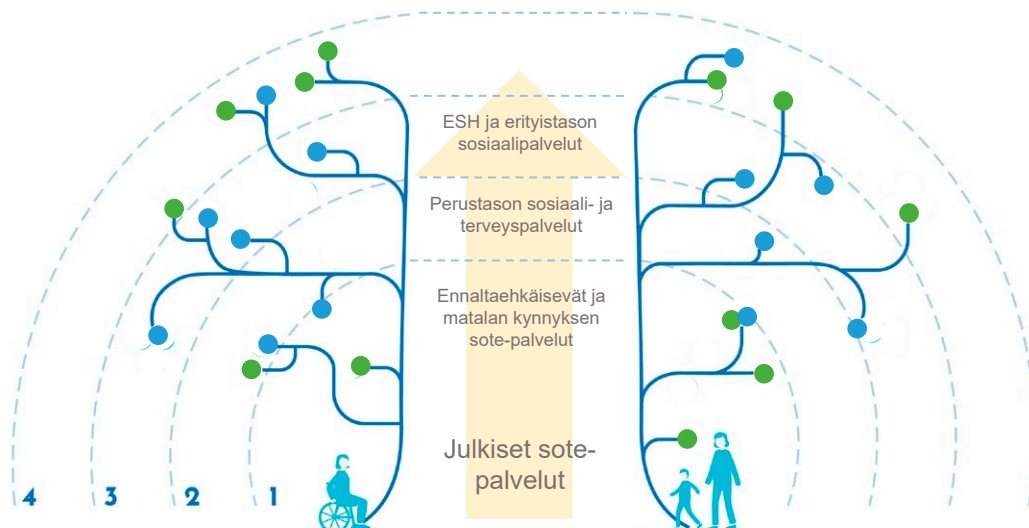 ESH ja erityistason
sosiaalipalvelut
Perustason sosiaali- ja
terveyspalvelut
Ennaltaehkäisevät ja
matalan kynnyksen
sote-palvelut
Julkiset sote-
palvelut
4 3 2 1